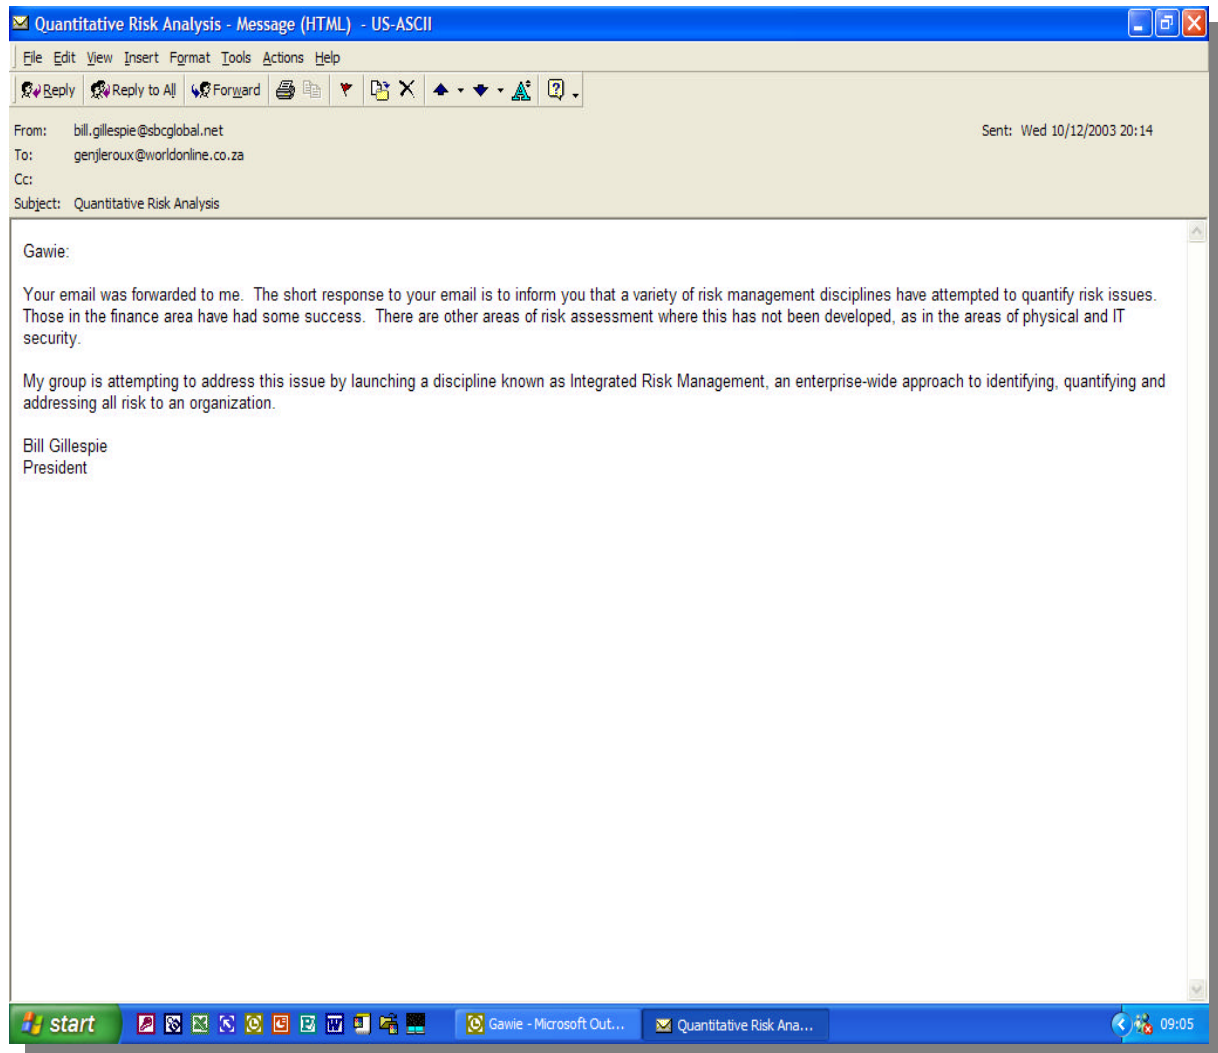 Quantitative Risk Analysis - Message (HTML) - US-ASCII
File Edit View Insert Format Tools Actions Help
Reply Reply to All Forward
From: bill.gillespie@sbcglobal.net Sent: Wed 10/12/2003 20:14
To: genjleroux@worldonline.co.za
Cc:
Subject: Quantitative Risk Analysis
Gawie:
Your email was forwarded to me. The short response to your email is to inform you that a variety of risk management disciplines have attempted to quantify risk issues.
Those in the finance area have had some success. There are other areas of risk assessment where this has not been developed, as in the areas of physical and IT
security.
My group is attempting to address this issue by launching a discipline known as Integrated Risk Management, an enterprise-wide approach to identifying, quantifying and
addressing all risk to an organization.
Bill Gillespie
President
start Gawie - Microsoft Out... Quantitative Risk Ana... 09:05